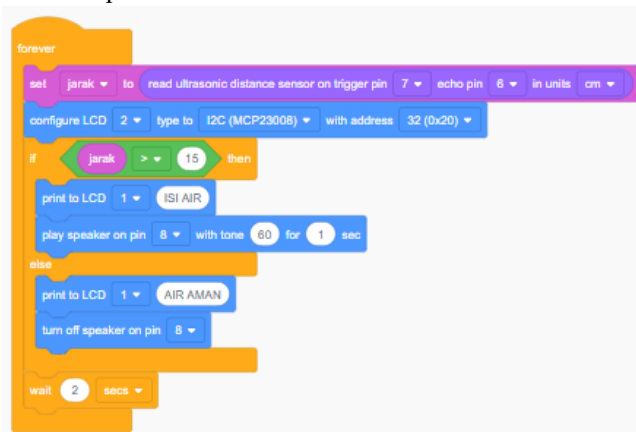 forever
set jarak to read ultrasonic distance sensor on trigger pin 7 echo pin 6 in units cm
configure LCD 2 type to I2C (MCP23008) with address 32 (0x20)
if jarak > 15 then
print to LCD 1 ISI AIR
play speaker on pin 8 with tone 60 for 1 sec
else
print to LCD 1 AIR AMAN
turn off speaker on pin 8
wait 2 secs